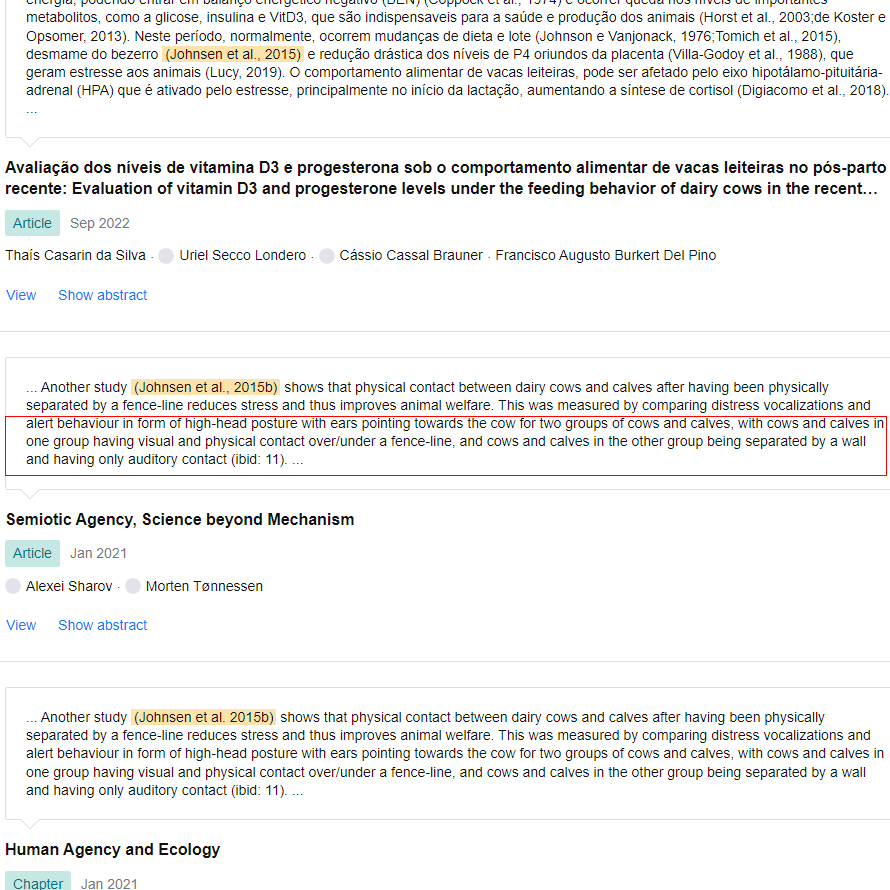 energia, podendo entrar em balanço energético negativo (BEN) (Coppock et al., 1974) e ocorrer queda nos níveis de importantes
metabolitos, como a glicose, insulina e VitD3, que são indispensaveis para a saúde e produção dos animais (Horst et al., 2003;de Koster e
Opsomer, 2013). Neste período, normalmente, ocorrem mudanças de dieta e lote (Johnson e Vanjonack, 1976;Tomich et al., 2015),
desmame do bezerro (Johnsen et al., 2015) e redução drástica dos níveis de P4 oriundos da placenta (Villa-Godoy et al., 1988), que
geram estresse aos animais (Lucy, 2019). O comportamento alimentar de vacas leiteiras, pode ser afetado pelo eixo hipotálamo-pituitária-
adrenal (HPA) que é ativado pelo estresse, principalmente no início da lactação, aumentando a síntese de cortisol (Digiacomo et al., 2018).
...
Avaliação dos níveis de vitamina D3 e progesterona sob o comportamento alimentar de vacas leiteiras no pós-parto
recente: Evaluation of vitamin D3 and progesterone levels under the feeding behavior of dairy cows in the recent…
Article Sep 2022
Thaís Casarin da Silva · Uriel Secco Londero · Cássio Cassal Brauner · Francisco Augusto Burkert Del Pino
View Show abstract
... Another study (Johnsen et al., 2015b) shows that physical contact between dairy cows and calves after having been physically
separated by a fence-line reduces stress and thus improves animal welfare. This was measured by comparing distress vocalizations and
alert behaviour in form of high-head posture with ears pointing towards the cow for two groups of cows and calves, with cows and calves in
one group having visual and physical contact over/under a fence-line, and cows and calves in the other group being separated by a wall
and having only auditory contact (ibid: 11). ...
Semiotic Agency, Science beyond Mechanism
Article Jan 2021
Alexei Sharov · Morten Tønnessen
View Show abstract
... Another study (Johnsen et al. 2015b) shows that physical contact between dairy cows and calves after having been physically
separated by a fence-line reduces stress and thus improves animal welfare. This was measured by comparing distress vocalizations and
alert behaviour in form of high-head posture with ears pointing towards the cow for two groups of cows and calves, with cows and calves in
one group having visual and physical contact over/under a fence-line, and cows and calves in the other group being separated by a wall
and having only auditory contact (ibid: 11). ...
Human Agency and Ecology
Chapter Jan 2021